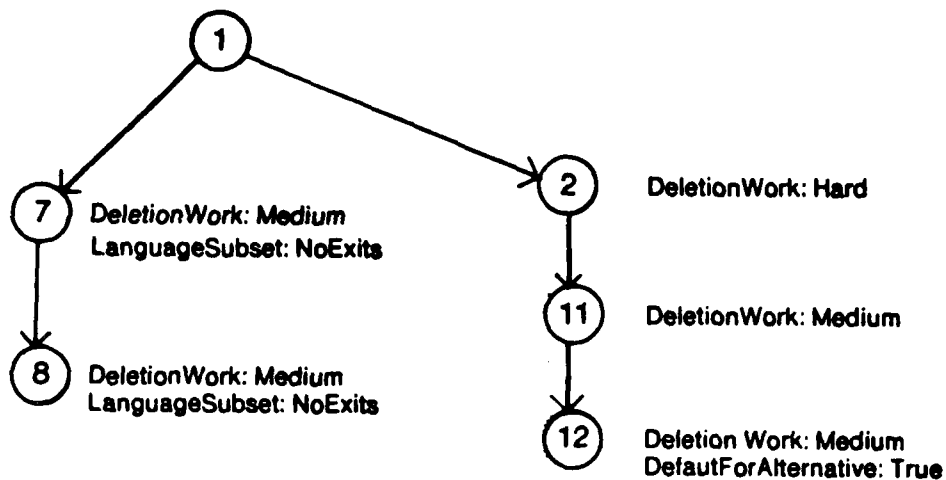 1
7
DeletionWork: Medium
LanguageSubset: NoExits
2
DeletionWork: Hard
11
DeletionWork: Medium
8
DeletionWork: Medium
LanguageSubset: NoExits
12
Deletion Work: Medium
DefautForAlternative: True